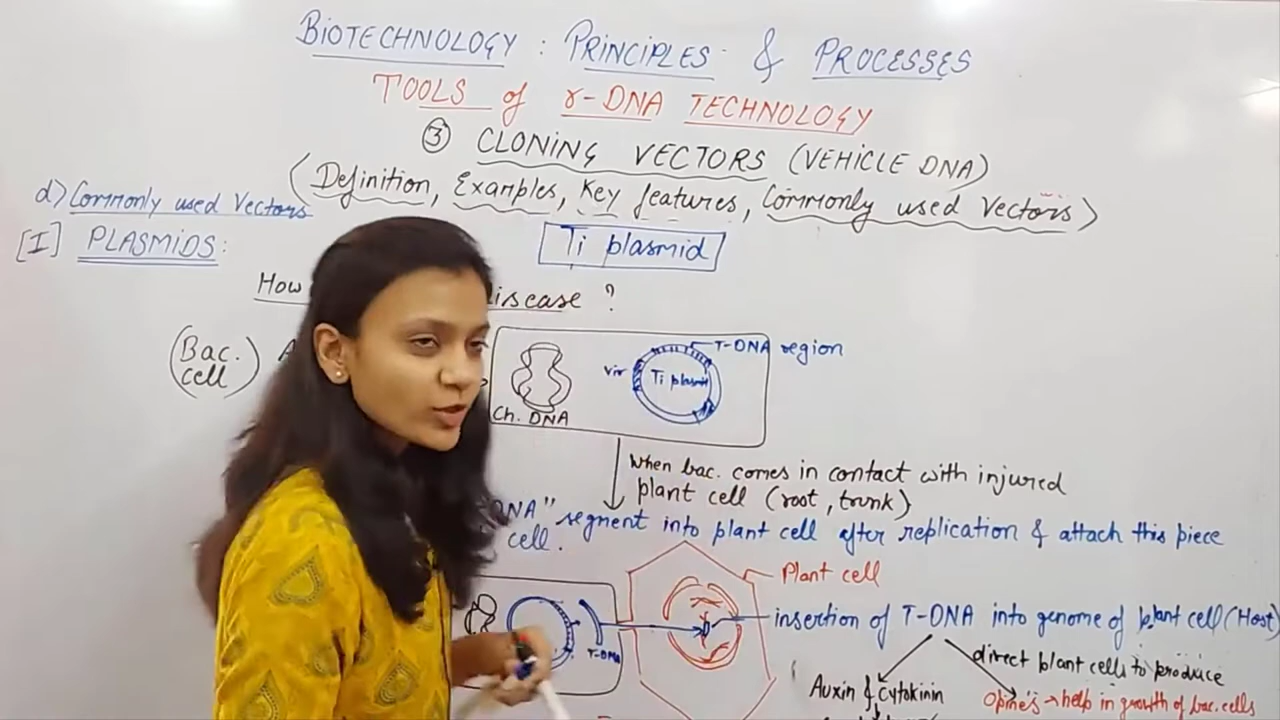 BIOTECHNOLOGY : PRINCIPLES & PROCESSES
TOOLS of r-DNA TECHNOLOGY
③ CLONING VECTORS (VEHICLE DNA)
(Definition, Examples, Key features, Commonly used Vectors)
d) Commonly used Vectors
[I] PLASMIDS:
Ti plasmid
How disease ?
(Bac. cell)
T-DNA region
vir
Ti plasmid
Ch. DNA
When bac. comes in contact with injured
plant cell (root, trunk)
DNA" segment into plant cell after replication & attach this piece
cell.
Plant cell
insertion of T-DNA into genome of plant cell (Host)
T-DNA
direct plant cells to produce
Auxin & Cytokinin
Opine's → help in growth of bac. cells